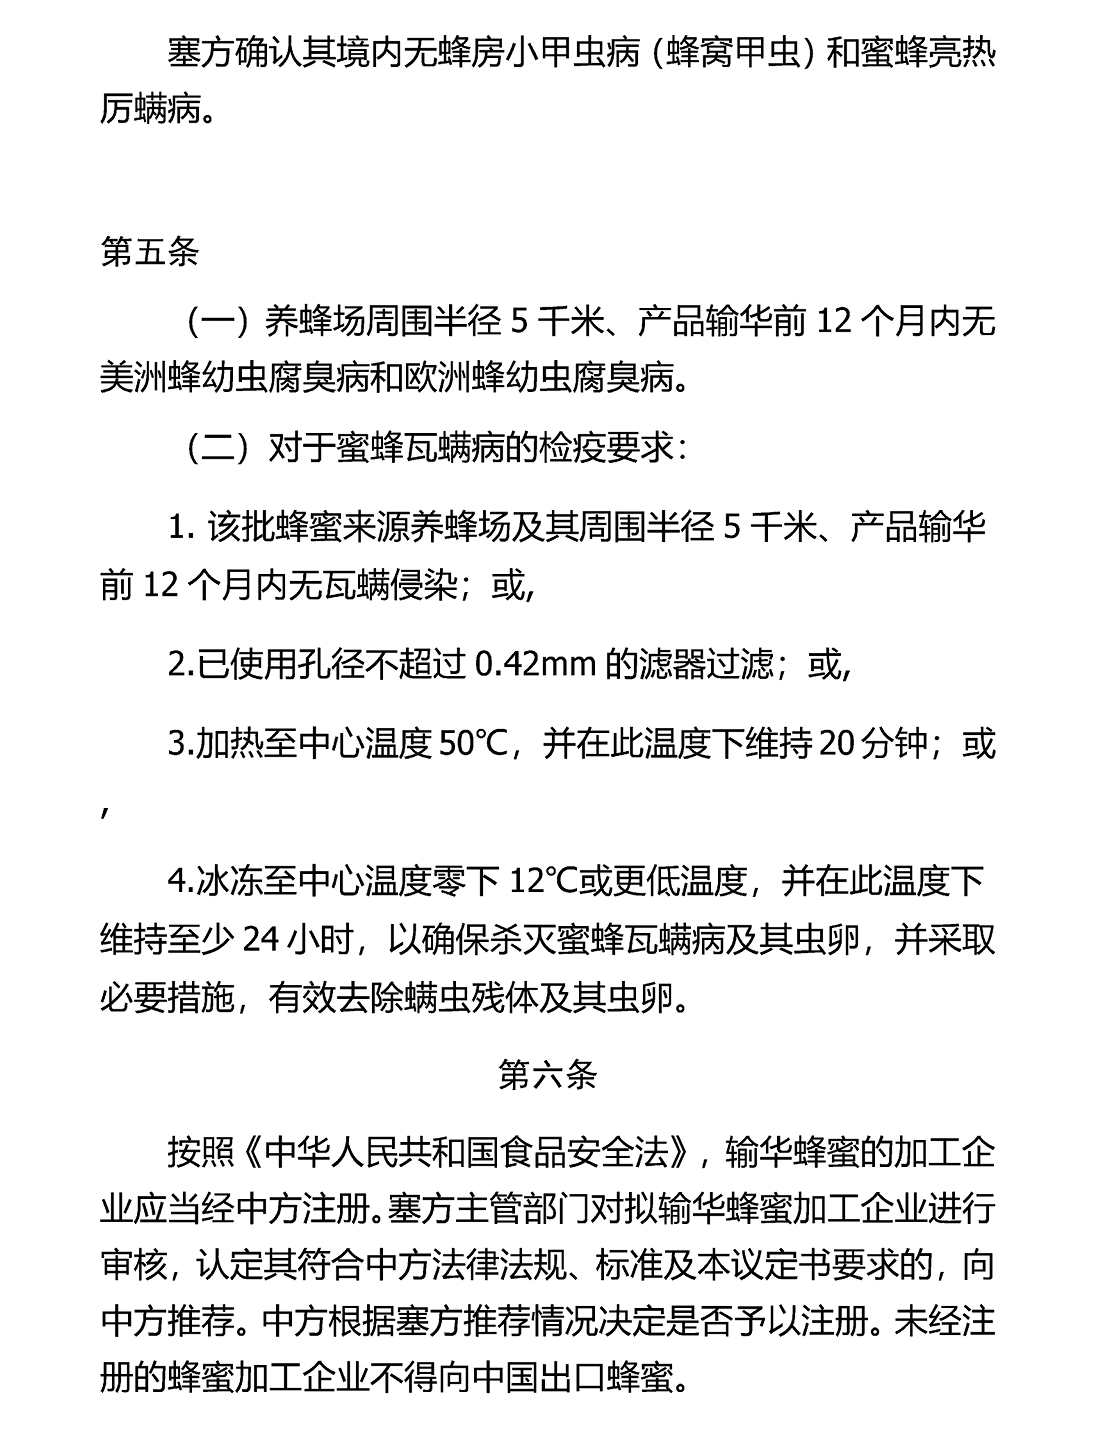 塞方确认其境内无蜂房小甲虫病（蜂窝甲虫）和蜜蜂亮热
厉螨病。
第五条
（一）养蜂场周围半径 5 千米、产品输华前 12 个月内无
美洲蜂幼虫腐臭病和欧洲蜂幼虫腐臭病。
（二）对于蜜蜂瓦螨病的检疫要求：
1. 该批蜂蜜来源养蜂场及其周围半径 5 千米、产品输华
前 12 个月内无瓦螨侵染；或,
2.已使用孔径不超过 0.42mm 的滤器过滤；或,
3.加热至中心温度 50℃，并在此温度下维持 20 分钟；或
,
4.冰冻至中心温度零下 12℃或更低温度，并在此温度下
维持至少 24 小时，以确保杀灭蜜蜂瓦螨病及其虫卵，并采取
必要措施，有效去除螨虫残体及其虫卵。
第六条
按照《中华人民共和国食品安全法》，输华蜂蜜的加工企
业应当经中方注册。塞方主管部门对拟输华蜂蜜加工企业进行
审核，认定其符合中方法律法规、标准及本议定书要求的，向
中方推荐。中方根据塞方推荐情况决定是否予以注册。未经注
册的蜂蜜加工企业不得向中国出口蜂蜜。